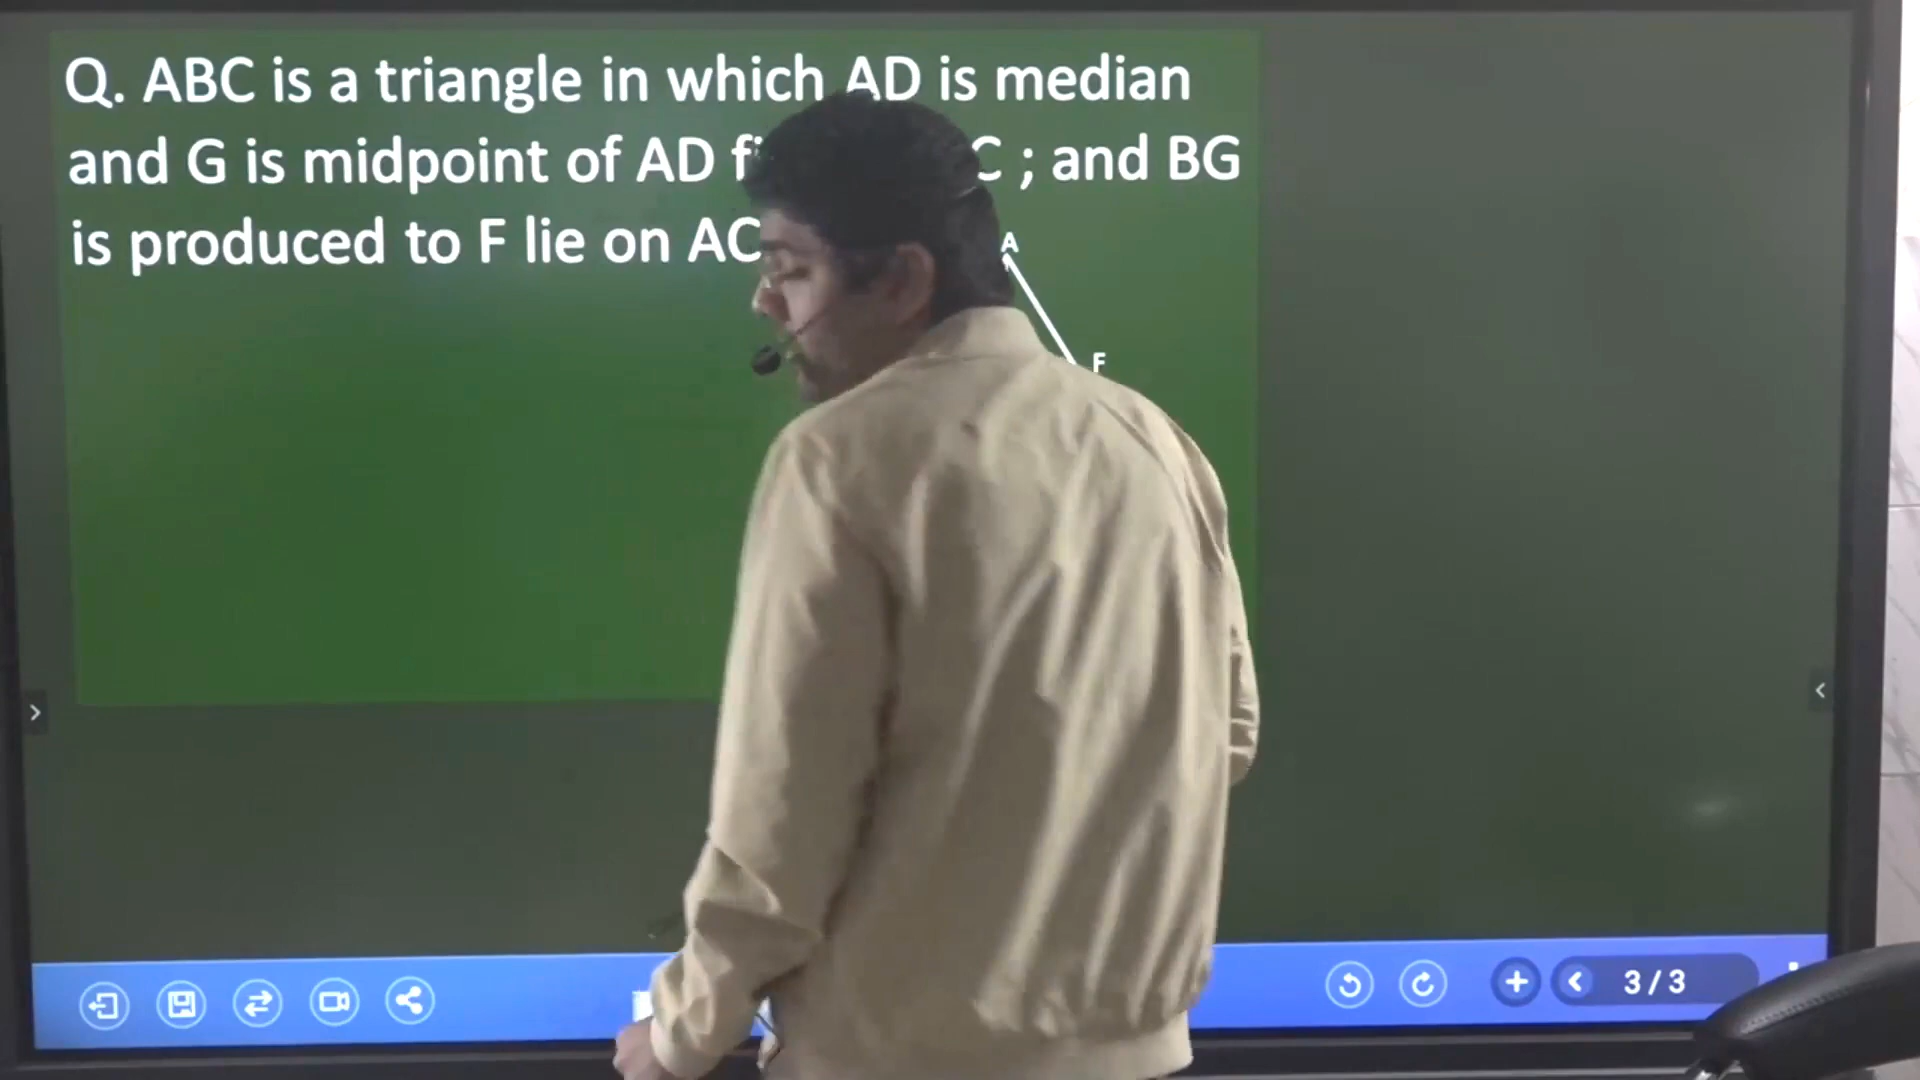 Q. ABC is a triangle in which AD is median
and G is midpoint of AD C ; and BG
is produced to F lie on AC
A
F
3/3